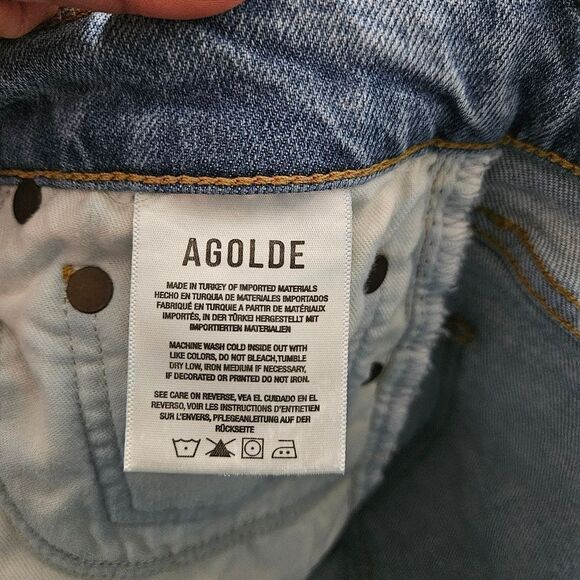 AGOLDE
MADE IN TURKEY OF IMPORTED MATERIALS
HECHO EN TURQUIA DE MATERIALES IMPORTADOS
FABRIQUÉ EN TURQUIE A PARTIR DE MATÉRIAUX
IMPORTÉS, IN DER TÜRKEI HERGESTELLT MIT
IMPORTIERTEN MATERIALIEN
MACHINE WASH COLD INSIDE OUT WITH
LIKE COLORS, DO NOT BLEACH,TUMBLE
DRY LOW, IRON MEDIUM IF NECESSARY,
IF DECORATED OR PRINTED DO NOT IRON.
SEE CARE ON REVERSE, VEA EL CUIDADO EN EL
REVERSO, VOIR LES INSTRUCTIONS D'ENTRETIEN
SUR L'ENVERS, PFLEGEANLEITUNG AUF DER
RÜCKSEITE